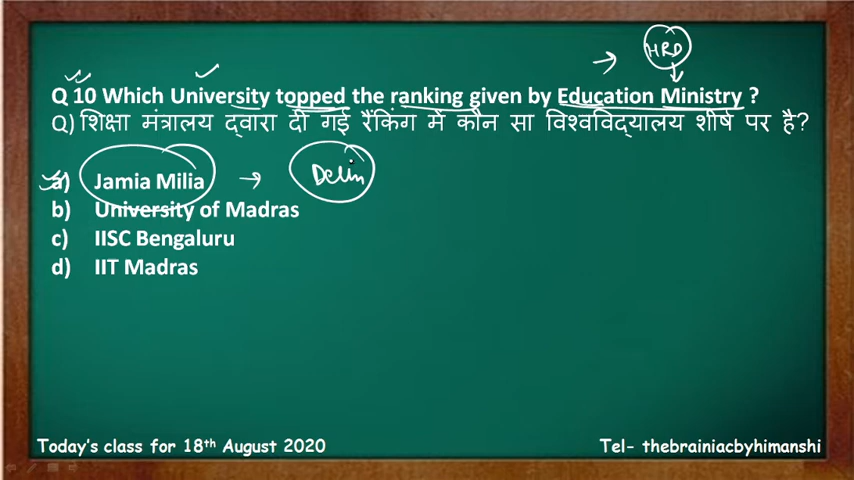 HRD
Q 10 Which University topped the ranking given by Education Ministry ?
Q) शिक्षा मंत्रालय द्वारा दी गई रैंकिंग में कौन सा विश्वविद्यालय शीर्ष पर है?
a) Jamia Milia → Delhi
b) University of Madras
c) IISC Bengaluru
d) IIT Madras
Today's class for 18th August 2020
Tel- thebrainiacbyhimanshi